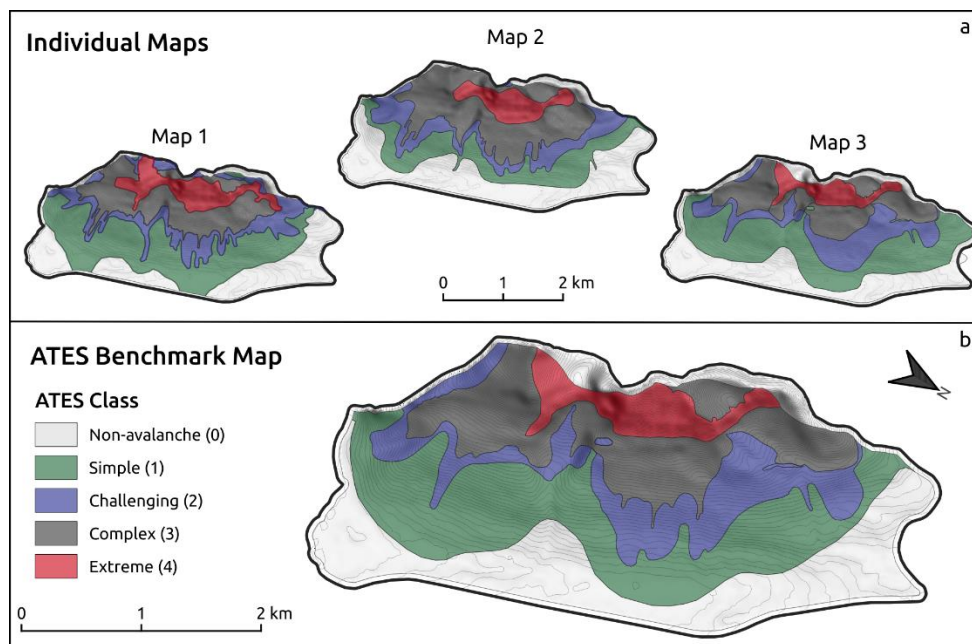 Individual Maps
a
Map 2
Map 1
Map 3
0 1 2 km
ATES Benchmark Map
b
ATES Class
N
Non-avalanche (0)
Simple (1)
Challenging (2)
Complex (3)
Extreme (4)
0 1 2 km